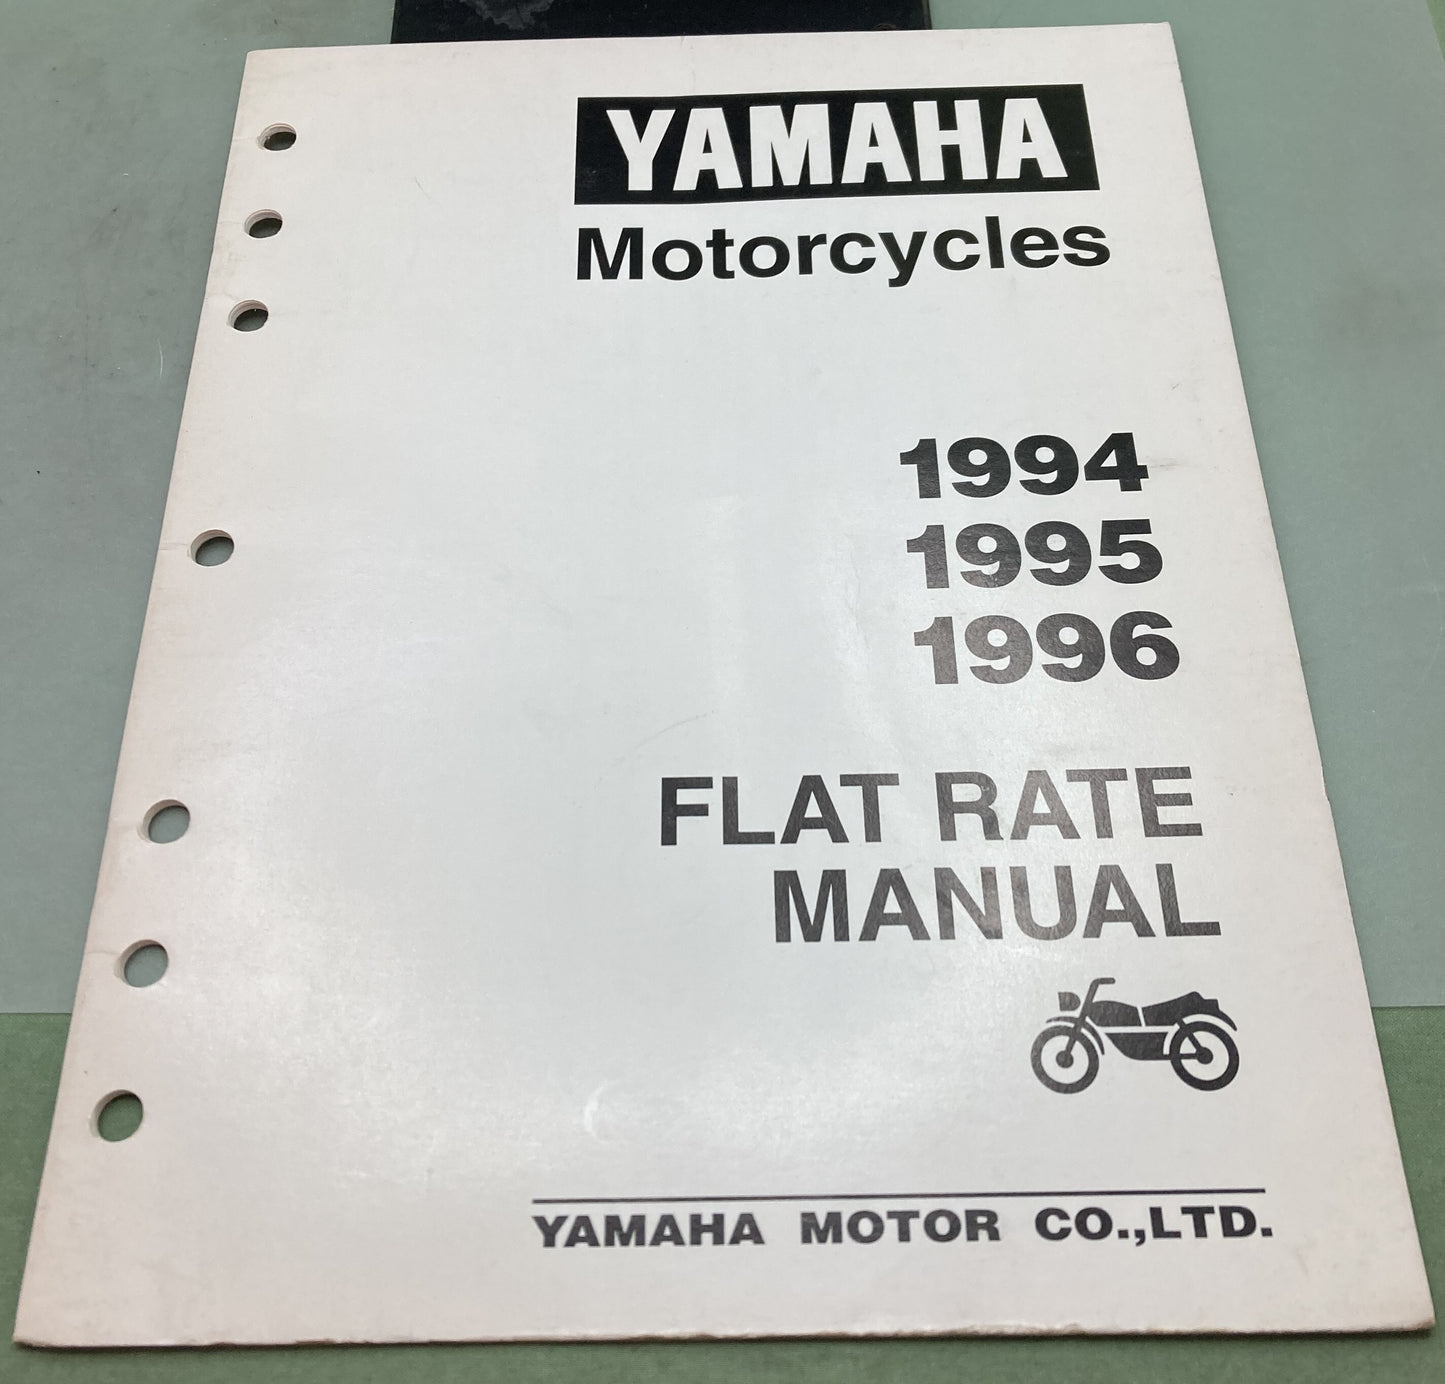 YAMAHA
Motorcycles
1994
1995
1996
FLAT RATE
MANUAL
YAMAHA MOTOR CO.,LTD.